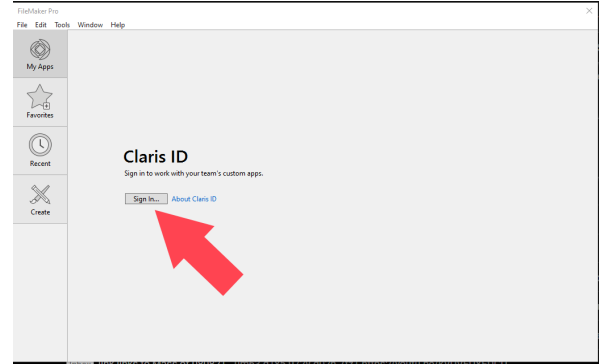 FileMaker Pro
File Edit Tools Window Help
My Apps
Favorites
Recent
Create
Claris ID
Sign in to work with your team's custom apps.
Sign In... About Claris ID